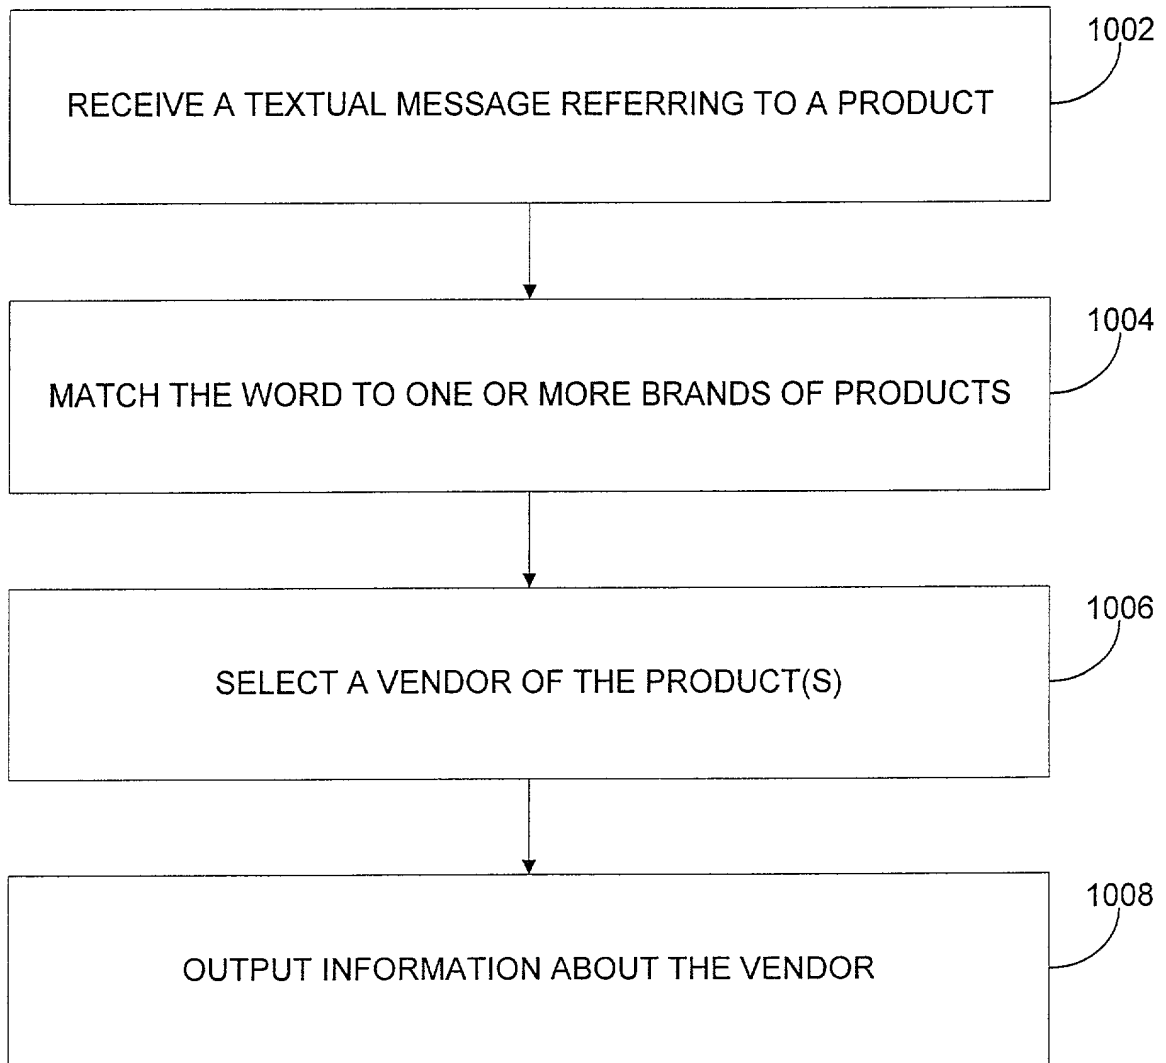 1002
RECEIVE A TEXTUAL MESSAGE REFERRING TO A PRODUCT
1004
MATCH THE WORD TO ONE OR MORE BRANDS OF PRODUCTS
1006
SELECT A VENDOR OF THE PRODUCT(S)
1008
OUTPUT INFORMATION ABOUT THE VENDOR